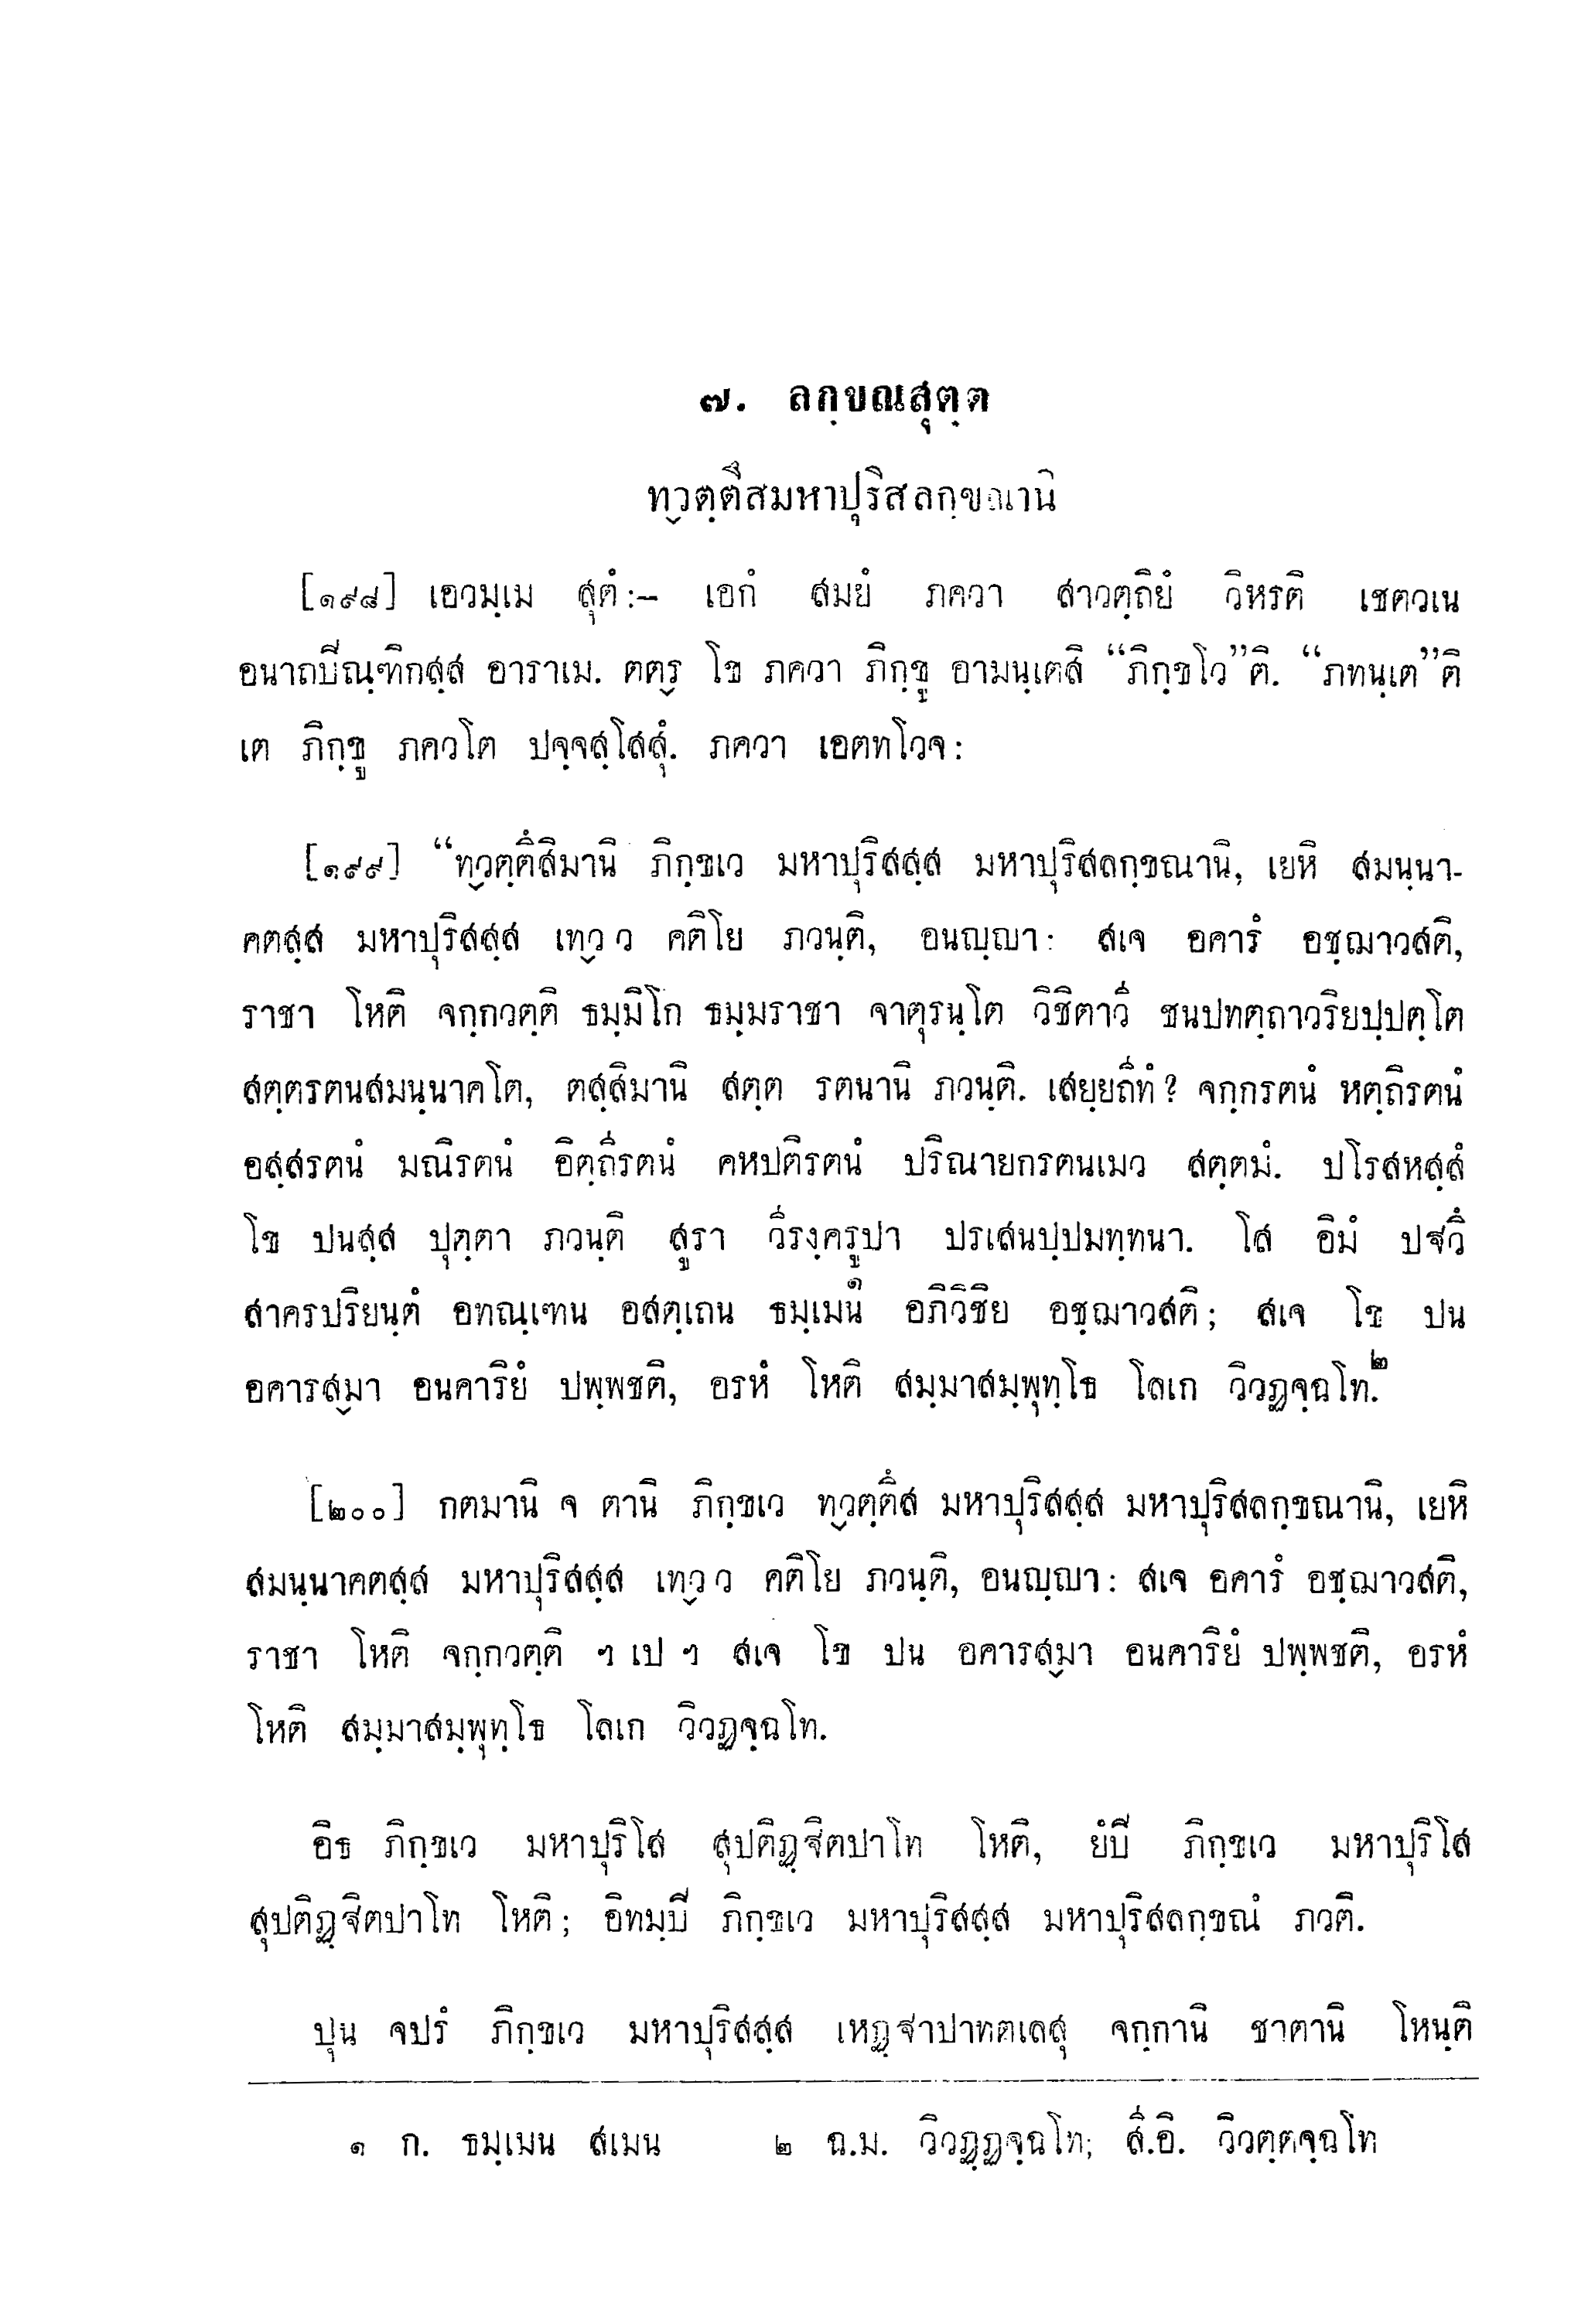 ๗. ลกฺขณสุตฺต
ทฺวตฺตึสมหาปุริสลกฺขณานิ
[๑๙๘] เอวมฺเม สุตํ:– เอกํ สมยํ ภควา สาวตฺถิยํ วิหรติ เชตวเน
อนาถปิณฺฑิกสฺส อาราเม. ตตฺร โข ภควา ภิกฺขู อามนฺเตสิ “ภิกฺขโว”ติ. “ภทนฺเต”ติ
เต ภิกฺขู ภควโต ปจฺจสฺโสสุํ. ภควา เอตทโวจ:
[๑๙๙] “ทฺวตฺตึสิมานิ ภิกฺขเว มหาปุริสสฺส มหาปุริสลกฺขณานิ, เยหิ สมนฺนา-
คตสฺส มหาปุริสสฺส เทฺว ว คติโย ภวนฺติ, อนญฺญา: สเจ อคารํ อชฺฌาวสติ,
ราชา โหติ จกฺกวตฺติ ธมฺมิโก ธมฺมราชา จาตุรนฺโต วิชิตาวี ชนปทตฺถาวริยปฺปตฺโต
สตฺตรตนสมนฺนาคโต, ตสฺสิมานิ สตฺต รตนานิ ภวนฺติ. เสยฺยถีทํ? จกฺกรตนํ หตฺถิรตนํ
อสฺสรตนํ มณิรตนํ อิตฺถีรตนํ คหปติรตนํ ปริณายกรตนเมว สตฺตมํ. ปโรสหสฺสํ
โข ปนสฺส ปุตฺตา ภวนฺติ สูรา วีรงฺครูปา ปรเสนปฺปมทฺทนา. โส อิมํ ปฐวึ
สาครปริยนฺตํ อทณฺเฑน อสตฺเถน ธมฺเมน๑ อภิวิชิย อชฺฌาวสติ; สเจ โข ปน
อคารสฺมา อนคาริยํ ปพฺพชติ, อรหํ โหติ สมฺมาสมฺพุทฺโธ โลเก วิวฏจฺฉโท.๒
[๒๐๐] กตมานิ จ ตานิ ภิกฺขเว ทฺวตฺตึส มหาปุริสสฺส มหาปุริสลกฺขณานิ, เยหิ
สมนฺนาคตสฺส มหาปุริสสฺส เทฺว ว คติโย ภวนฺติ, อนญฺญา: สเจ อคารํ อชฺฌาวสติ,
ราชา โหติ จกฺกวตฺติ ฯ เป ฯ สเจ โข ปน อคารสฺมา อนคาริยํ ปพฺพชติ, อรหํ
โหติ สมฺมาสมฺพุทฺโธ โลเก วิวฏจฺฉโท.
อิธ ภิกฺขเว มหาปุริโส สุปติฏฺฐิตปาโท โหติ, ยํปิ ภิกฺขเว มหาปุริโส
สุปติฏฺฐิตปาโท โหติ; อิทมฺปิ ภิกฺขเว มหาปุริสสฺส มหาปุริสลกฺขณํ ภวติ.
ปุน จปรํ ภิกฺขเว มหาปุริสสฺส เหฏฺฐาปาทตเลสุ จกฺกานิ ชาตานิ โหนฺติ
๑ ก. ธมฺเมน สเมน ๒ ฉ.ม. วิวฏฺฏจฺฉโท; สี.อิ. วิวตฺตจฺฉโท